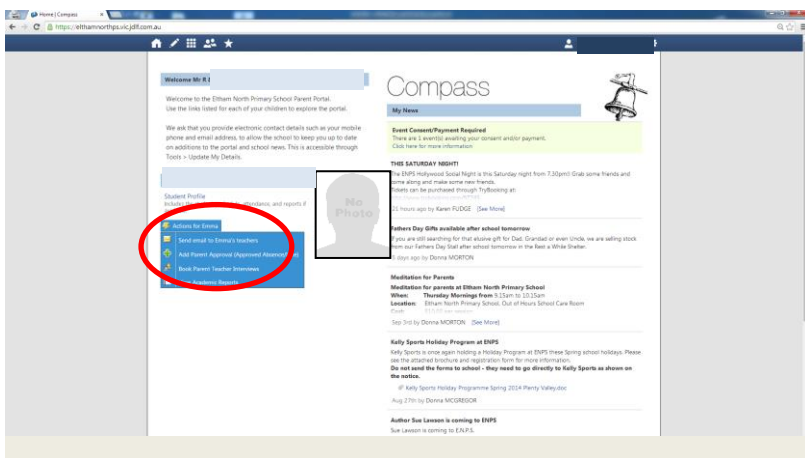 Home | Compass
https://elthamnorthps.vic.jdlf.com.au
Welcome Mr R
Welcome to the Eltham North Primary School Parent Portal.
Use the links listed for each of your children to explore the portal.
We ask that you provide electronic contact details such as your mobile
phone and email address, to allow the school to keep you up to date
on additions to the portal and school news. This is accessible through
Tools > Update My Details.
Student Profile
attendance, and reports if
No
Photo
Actions for Emma
Send email to Emma's teachers
Add Parent Approval (Approved Absence/
Book Parent Teacher Interviews
Academic Reports
Compass
My News
Event Consent/Payment Required
There are 1 event(s) awaiting your consent and/or payment.
Click here for more information
THIS SATURDAY NIGHT!
The ENPS Hollywood Social Night is this Saturday night from 7.30pm!! Grab some friends and
come along and make some new friends.
Tickets can be purchased through TryBooking at:
21 hours ago by Karen FUDGE [See More]
Fathers Day Gifts available after school tomorrow
If you are still searching for that elusive gift for Dad, Grandad or even Uncle, we are selling stock
from our Fathers Day Stall after school tomorrow in the Rest a While Shelter.
5 days ago by Donna MORTON
Meditation for Parents
Meditation for parents at Eltham North Primary School
When: Thursday Mornings from 9.15am to 10.15am
Location: Eltham North Primary School, Out of Hours School Care Room
Sep 3rd by Donna MORTON [See More]
Kelly Sports Holiday Program at ENPS
Kelly Sports is once again holding a Holiday Program at ENPS these Spring school holidays. Please
see the attached brochure and registration form for more information.
Do not send the forms to school - they need to go directly to Kelly Sports as shown on
the notice.
Kelly Sports Holiday Programme Spring 2014 Plenty Valley.doc
Aug 27th by Donna MCGREGOR
Author Sue Lawson is coming to ENPS
Sue Lawson is coming to E.N.P.S.